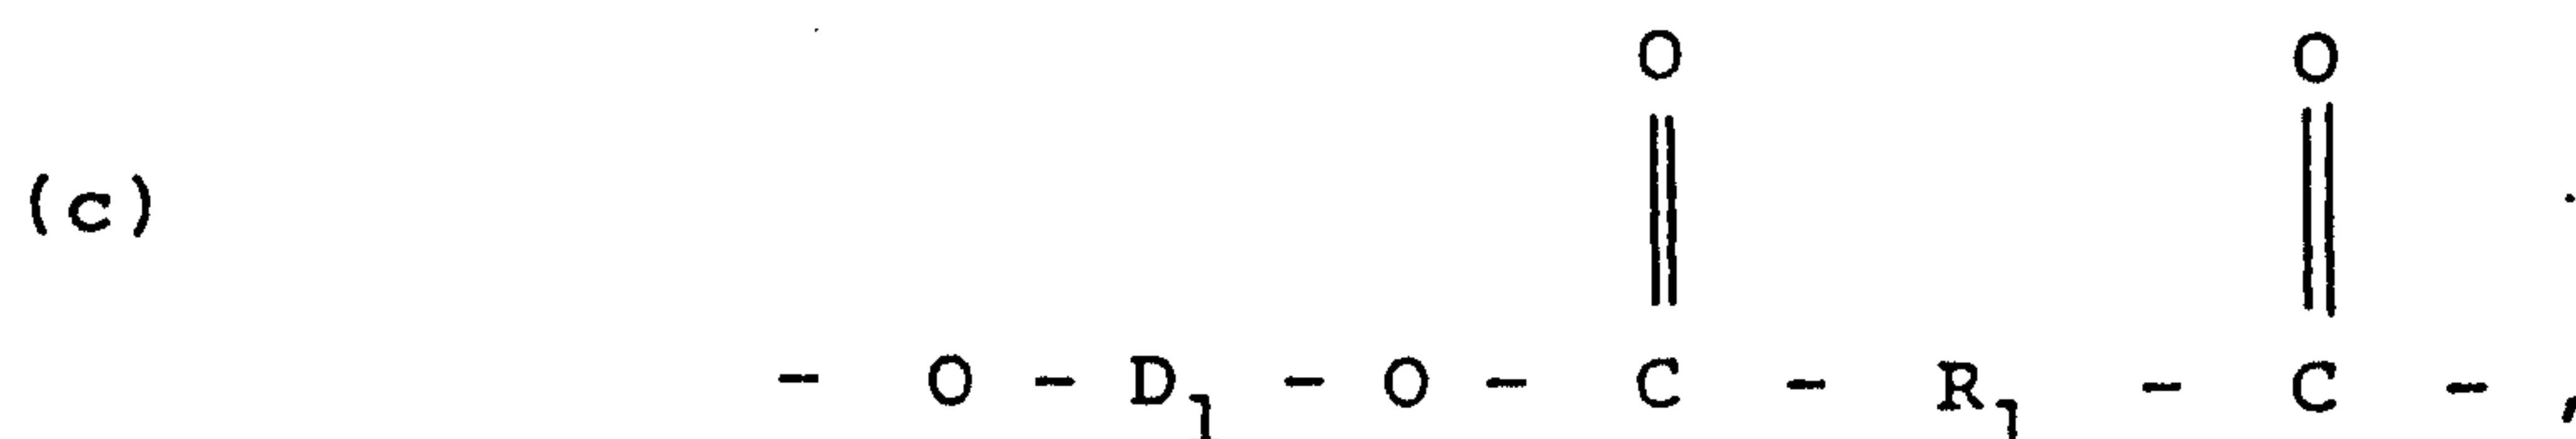 O O
(c)
- O - D1 - O - C - R1 - C - ,